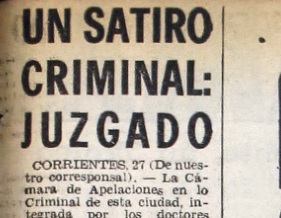 UN SATIRO
CRIMINAL:
JUZGADO
CORRIENTES, 27 (De nues-
tro corresponsal). — La Cá-
mara de Apelaciones en lo
Criminal de esta ciudad, in-
tegrada por los doctores